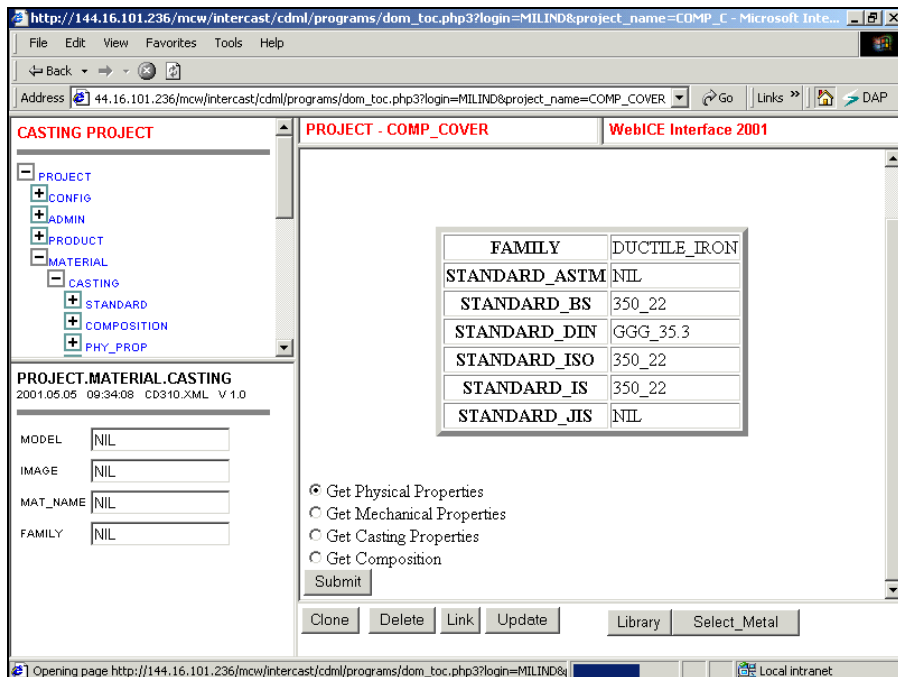 http://144.16.101.236/mcw/intercast/cdml/programs/dom_toc.php3?login=MILIND&project_name=COMP_C - Microsoft Inte...
File Edit View Favorites Tools Help
Back
Address 44.16.101.236/mcw/intercast/cdml/programs/dom_toc.php3?login=MILIND&project_name=COMP_COVER Go Links » DAP
CASTING PROJECT
PROJECT
CONFIG
ADMIN
PRODUCT
MATERIAL
CASTING
STANDARD
COMPOSITION
PHY_PROP
PROJECT.MATERIAL.CASTING
2001.05.05 09:34:08 CD310.XML V 1.0
MODEL NIL
IMAGE NIL
MAT_NAME NIL
FAMILY NIL
PROJECT - COMP_COVER WebICE Interface 2001
FAMILY DUCTILE_IRON
STANDARD_ASTM NIL
STANDARD_BS 350_22
STANDARD_DIN GGG_35.3
STANDARD_ISO 350_22
STANDARD_IS 350_22
STANDARD_JIS NIL
Get Physical Properties
Get Mechanical Properties
Get Casting Properties
Get Composition
Submit
Clone Delete Link Update Library Select_Metal
Opening page http://144.16.101.236/mcw/intercast/cdml/programs/dom_toc.php3?login=MILIND& Local intranet